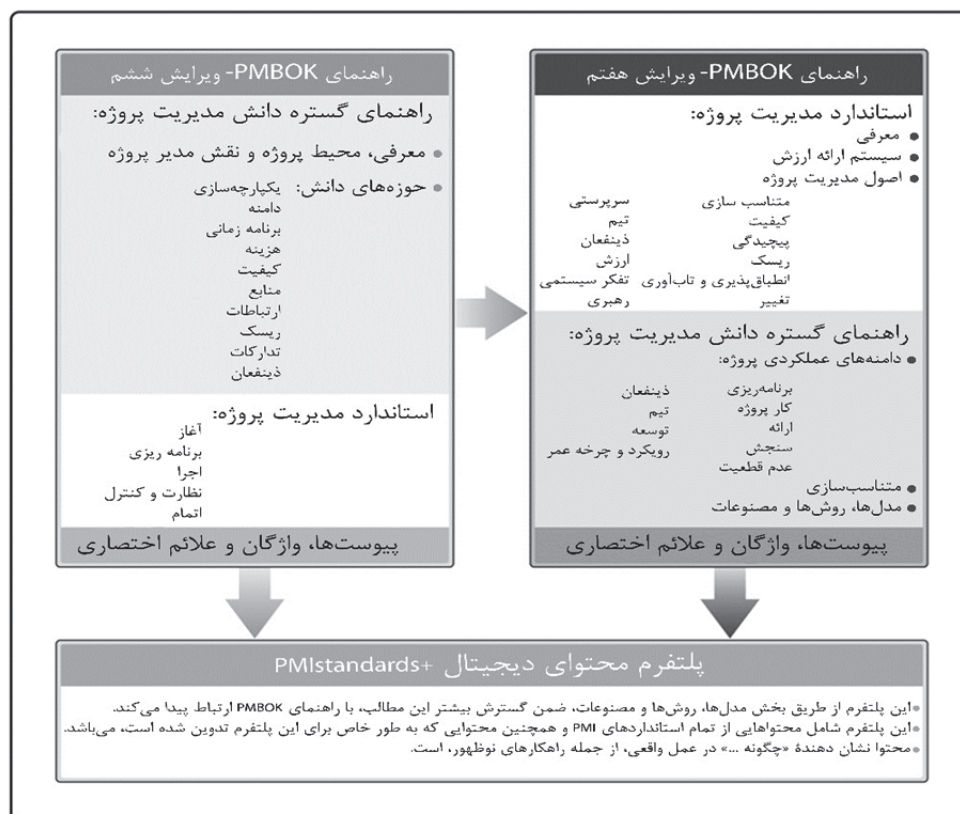 راهنمای PMBOK- ویرایش ششم
راهنمای گستره دانش مدیریت پروژه:
● معرفی، محیط پروژه و نقش مدیر پروژه
● حوزه‌های دانش: یکپارچه‌سازی
دامنه
برنامه زمانی
هزینه
کیفیت
منابع
ارتباطات
ریسک
تدارکات
ذینفعان
استاندارد مدیریت پروژه:
آغاز
برنامه ریزی
اجرا
نظارت و کنترل
اتمام
پیوست‌ها، واژگان و علائم اختصاری
راهنمای PMBOK- ویرایش هفتم
استاندارد مدیریت پروژه:
● معرفی
● سیستم ارائه ارزش
● اصول مدیریت پروژه
متناسب سازی
کیفیت
پیچیدگی
ریسک
انطباق‌پذیری و تاب‌آوری
تغییر
سرپرستی
تیم
ذینفعان
ارزش
تفکر سیستمی
رهبری
راهنمای گستره دانش مدیریت پروژه:
● دامنه‌های عملکردی پروژه:
برنامه‌ریزی
کار پروژه
ارائه
سنجش
عدم قطعیت
ذینفعان
تیم
توسعه
رویکرد و چرخه عمر
● متناسب‌سازی
● مدل‌ها، روش‌ها و مصنوعات
پیوست‌ها، واژگان و علائم اختصاری
پلتفرم محتوای دیجیتال PMIstandards+
● این پلتفرم از طریق بخش مدل‌ها، روش‌ها و مصنوعات، ضمن گسترش بیشتر این مطالب، با راهنمای PMBOK ارتباط پیدا می‌کند.
● این پلتفرم شامل محتواهایی از تمام استانداردهای PMI و همچنین محتوایی که به طور خاص برای این پلتفرم تدوین شده است، می‌باشد.
● محتوا نشان دهندۀ «چگونه ...» در عمل واقعی، از جمله راهکارهای نوظهور، است.